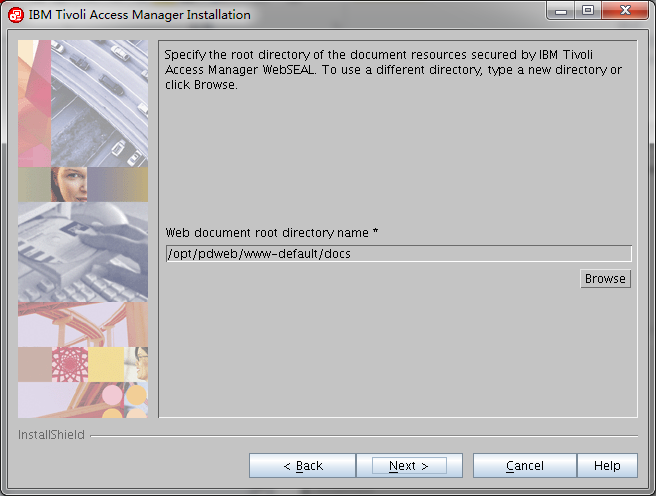 IBM Tivoli Access Manager Installation
Specify the root directory of the document resources secured by IBM Tivoli
Access Manager WebSEAL. To use a different directory, type a new directory or
click Browse.
Web document root directory name *
/opt/pdweb/www-default/docs
Browse
InstallShield
< Back
Next >
Cancel
Help